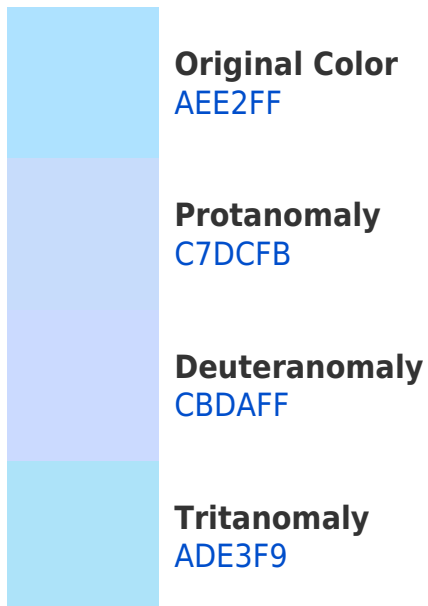 Original Color
AEE2FF
Protanomaly
C7DCFB
Deuteranomaly
CBDAFF
Tritanomaly
ADE3F9